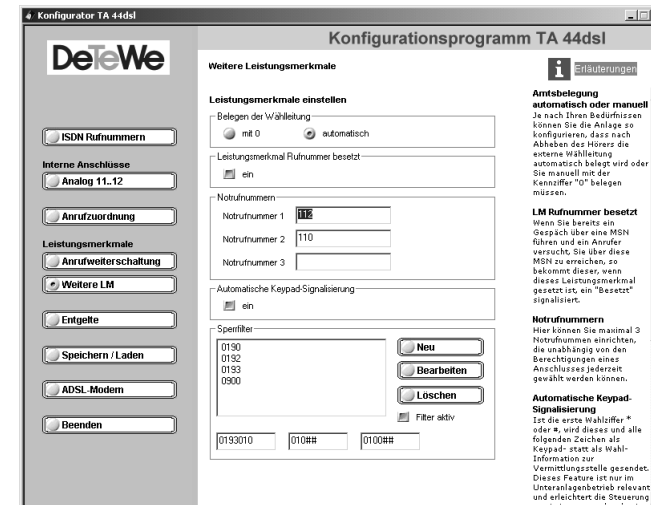 Konfigurator TA 44dsl
DeTeWe
Konfigurationsprogramm TA 44dsl
ISDN Rufnummern
Interne Anschlüsse
Analog 11..12
Anrufzuordnung
Leistungsmerkmale
Anrufweiterschaltung
Weitere LM
Entgelte
Speichern / Laden
ADSL-Modem
Beenden
Weitere Leistungsmerkmale
Leistungsmerkmale einstellen
Belegen der Wählleitung
mit 0 automatisch
Leistungsmerkmal Rufnummer besetzt
ein
Notrufnummern
Notrufnummer 1 112
Notrufnummer 2 110
Notrufnummer 3
Automatische Keypad-Signalisierung
ein
Sperrfilter
0190
0192
0193
0900
Neu
Bearbeiten
Löschen
Filter aktiv
0193010 010## 0100##
i Erläuterungen
Amtsbelegung
automatisch oder manuell
Je nach Ihren Bedürfnissen
können Sie die Anlage so
konfigurieren, dass nach
Abheben des Hörers die
externe Wählleitung
automatisch belegt wird oder
Sie manuell mit der
Kennziffer "0" belegen
müssen.
LM Rufnummer besetzt
Wenn Sie bereits ein
Gespräch über eine MSN
führen und ein Anrufer
versucht, Sie über diese
MSN zu erreichen, so
bekommt dieser, wenn
dieses Leistungsmerkmal
gesetzt ist, ein "Besetzt"
signalisiert.
Notrufnummern
Hier können Sie maximal 3
Notrufnummen einrichten,
die unabhängig von den
Berechtigungen eines
Anschlusses jederzeit
gewählt werden können.
Automatische Keypad-
Signalisierung
Ist die erste Wahlziffer *
oder #, wird dieses und alle
folgenden Zeichen als
Keypad- statt als Wahl-
Information zur
Vermittlungsstelle gesendet.
Dieses Feature ist nur im
Unteranlagenbetrieb relevant
und erleichtert die Steuerung